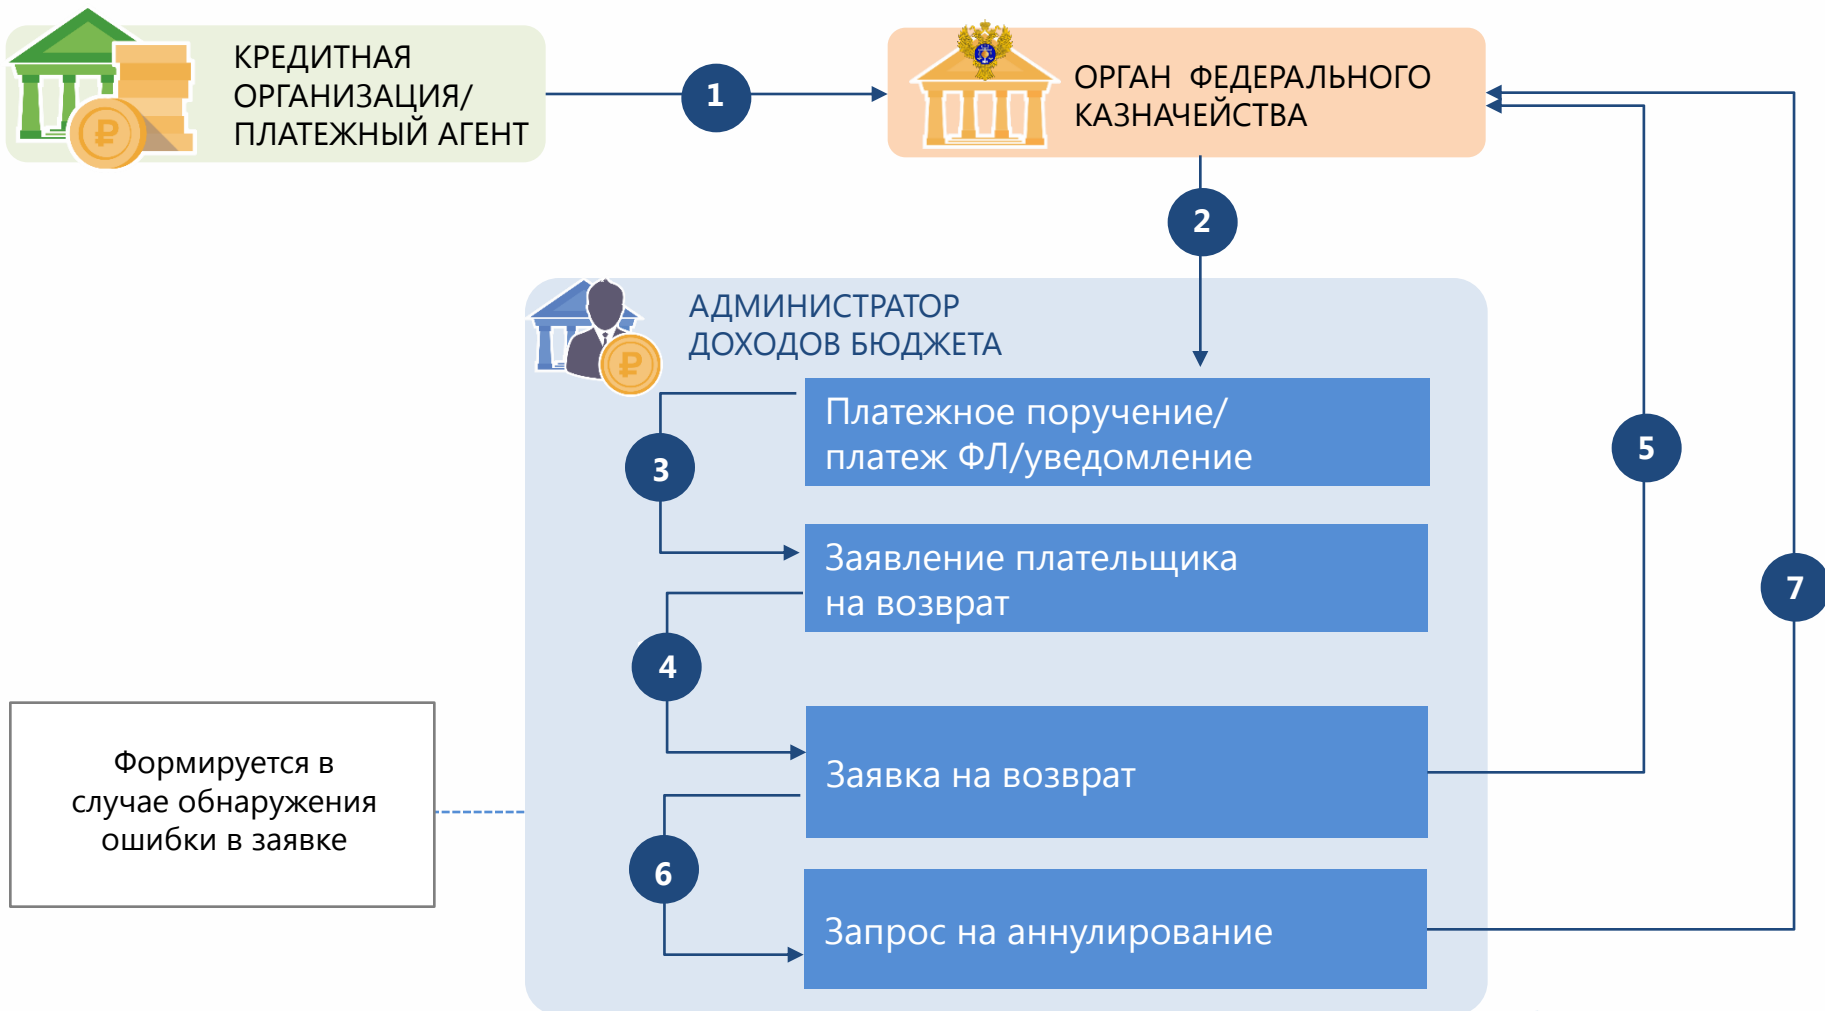 КРЕДИТНАЯ
ОРГАНИЗАЦИЯ/
ПЛАТЕЖНЫЙ АГЕНТ
1
ОРГАН ФЕДЕРАЛЬНОГО
КАЗНАЧЕЙСТВА
2
АДМИНИСТРАТОР
ДОХОДОВ БЮДЖЕТА
Платежное поручение/
платеж ФЛ/уведомление
3
5
Заявление плательщика
на возврат
7
4
Формируется в
случае обнаружения
ошибки в заявке
Заявка на возврат
6
Запрос на аннулирование